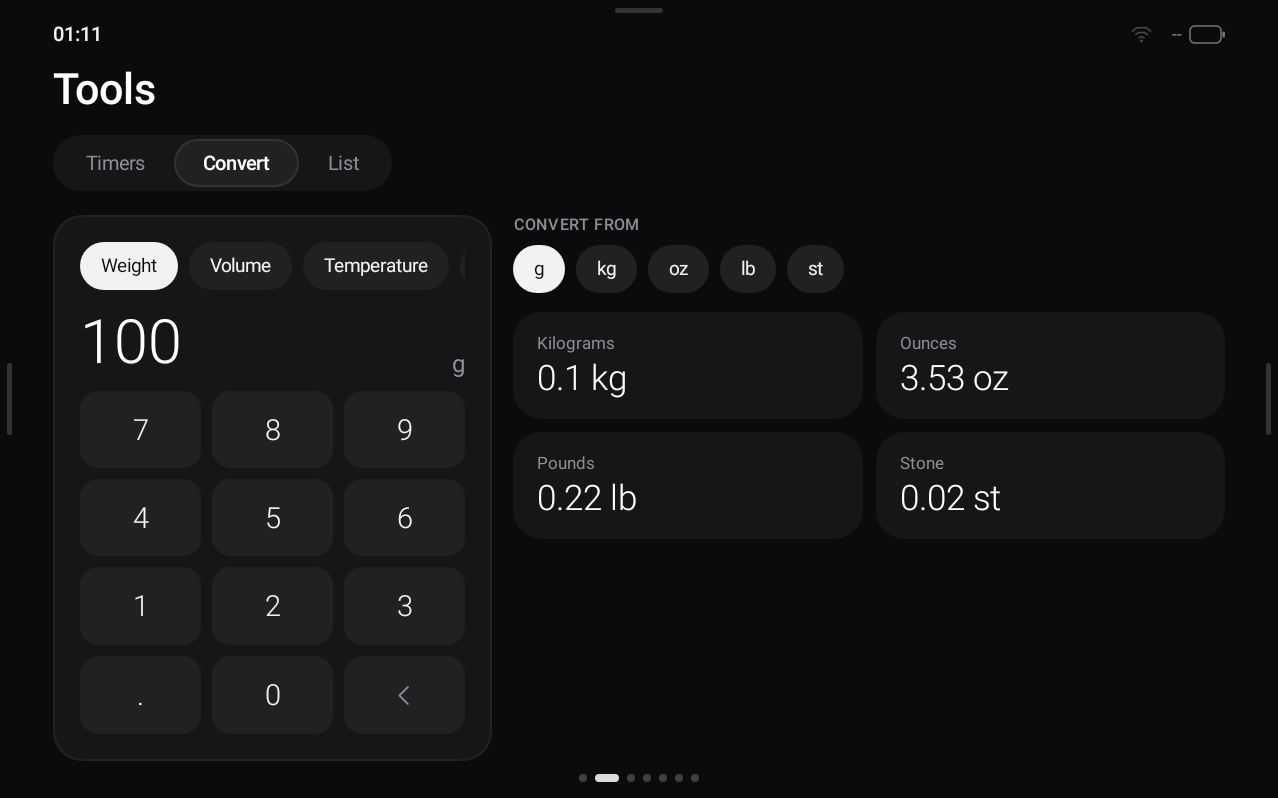 01:11
--
Tools
Timers Convert List
Weight Volume Temperature
100 g
7 8 9
4 5 6
1 2 3
. 0 <
CONVERT FROM
g kg oz lb st
Kilograms
0.1 kg
Ounces
3.53 oz
Pounds
0.22 lb
Stone
0.02 st